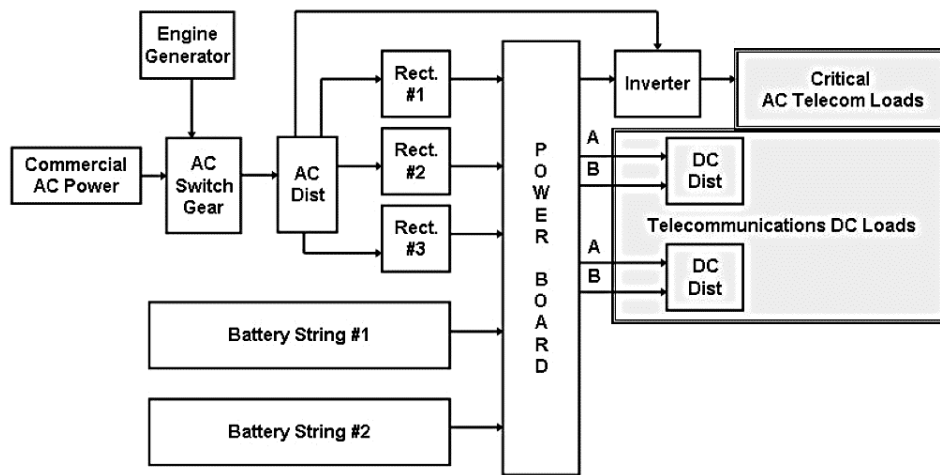 Engine
Generator
Commercial
AC Power
AC
Switch
Gear
AC
Dist
Rect.
#1
Rect.
#2
Rect.
#3
Battery String #1
Battery String #2
P
O
W
E
R
B
O
A
R
D
Inverter
Critical
AC Telecom Loads
A
B
DC
Dist
Telecommunications DC Loads
A
B
DC
Dist